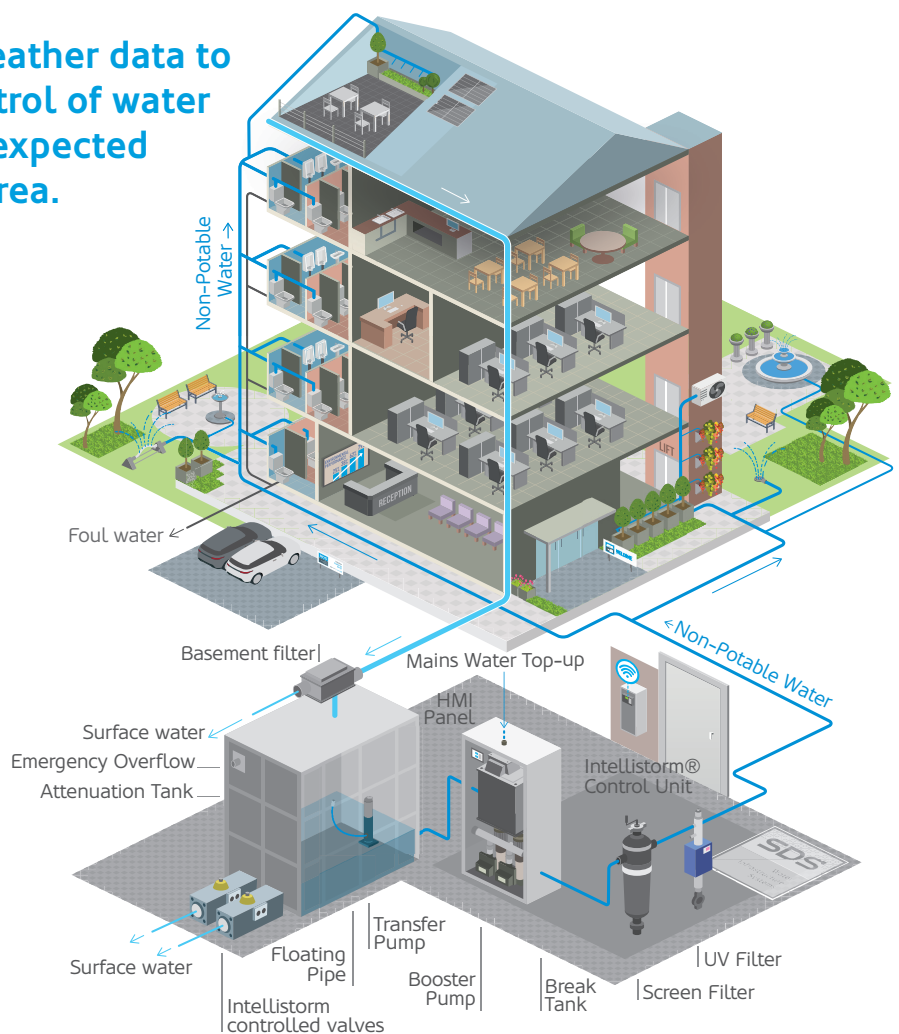 eather data to
trol of water
expected
rea.
Non-Potable
Water
LIFT
RECEPTION
WELCOME
Foul water
Basement filter
Mains Water Top-up
Non-Potable Water
HMI
Panel
Surface water
Emergency Overflow
Attenuation Tank
Intellistorm®
Control Unit
SDS
Surface water
Floating
Pipe
Transfer
Pump
Booster
Pump
Break
Tank
UV Filter
Screen Filter
Intellistorm
controlled valves